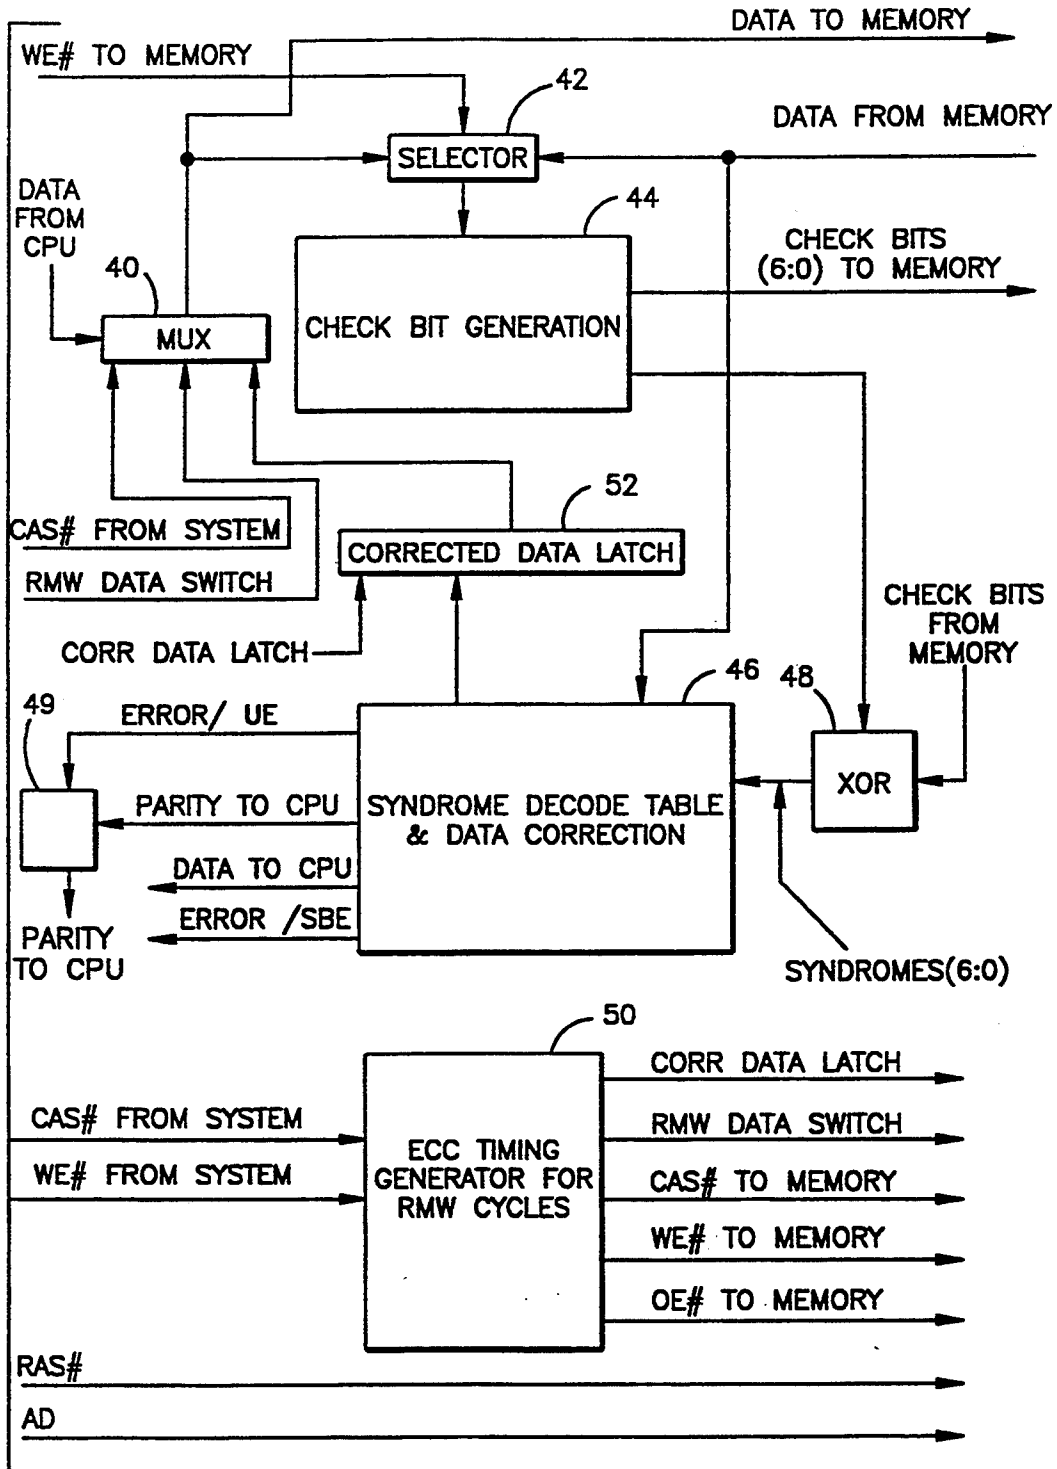 DATA TO MEMORY
WE# TO MEMORY
42
DATA FROM MEMORY
SELECTOR
DATA
FROM
CPU
44
CHECK BITS
(6:0) TO MEMORY
40
MUX
CHECK BIT GENERATION
52
CAS# FROM SYSTEM
CORRECTED DATA LATCH
RMW DATA SWITCH
CHECK BITS
FROM
MEMORY
CORR DATA LATCH
46
48
49
ERROR/ UE
XOR
PARITY TO CPU
SYNDROME DECODE TABLE
& DATA CORRECTION
DATA TO CPU
ERROR /SBE
PARITY
TO CPU
SYNDROMES(6:0)
50
CORR DATA LATCH
CAS# FROM SYSTEM
RMW DATA SWITCH
ECC TIMING
GENERATOR FOR
RMW CYCLES
WE# FROM SYSTEM
CAS# TO MEMORY
WE# TO MEMORY
OE# TO MEMORY
RAS#
AD